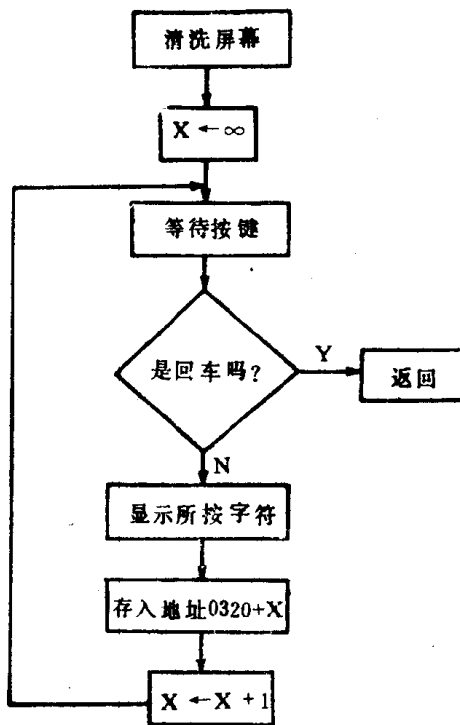 清洗屏幕
X ←∞
等待按键
是回车吗?
Y
返回
N
显示所按字符
存入地址0320+X
X ←X + 1